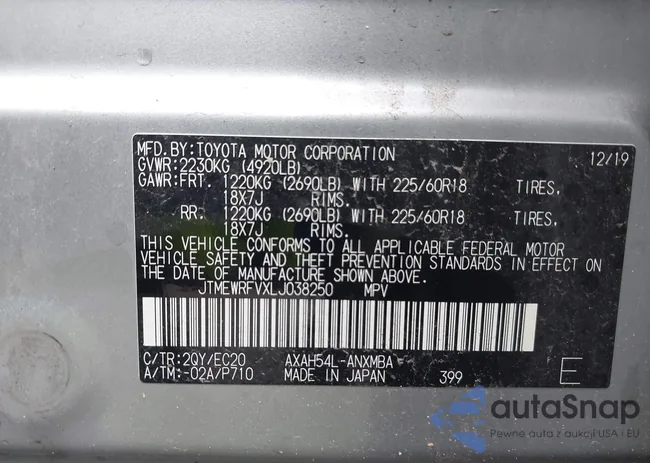 MFD.BY:TOYOTA MOTOR CORPORATION 12/19
GVWR:2230KG (4920LB)
GAWR:FRT. 1220KG (2690LB) WITH 225/60R18 TIRES.
18X7J RIMS.
RR. 1220KG (2690LB) WITH 225/60R18 TIRES.
18X7J RIMS.
THIS VEHICLE CONFORMS TO ALL APPLICABLE FEDERAL MOTOR
VEHICLE SAFETY AND THEFT PREVENTION STANDARDS IN EFFECT ON
THE DATE OF MANUFACTURE SHOWN ABOVE.
JTMEWRFVXLJ038250 MPV
C/TR:2QY/EC20 AXAH54L-ANXMBA
A/TM:-02A/P710 MADE IN JAPAN 399 E
autaSnap
Pewne auta z aukcji USA i EU